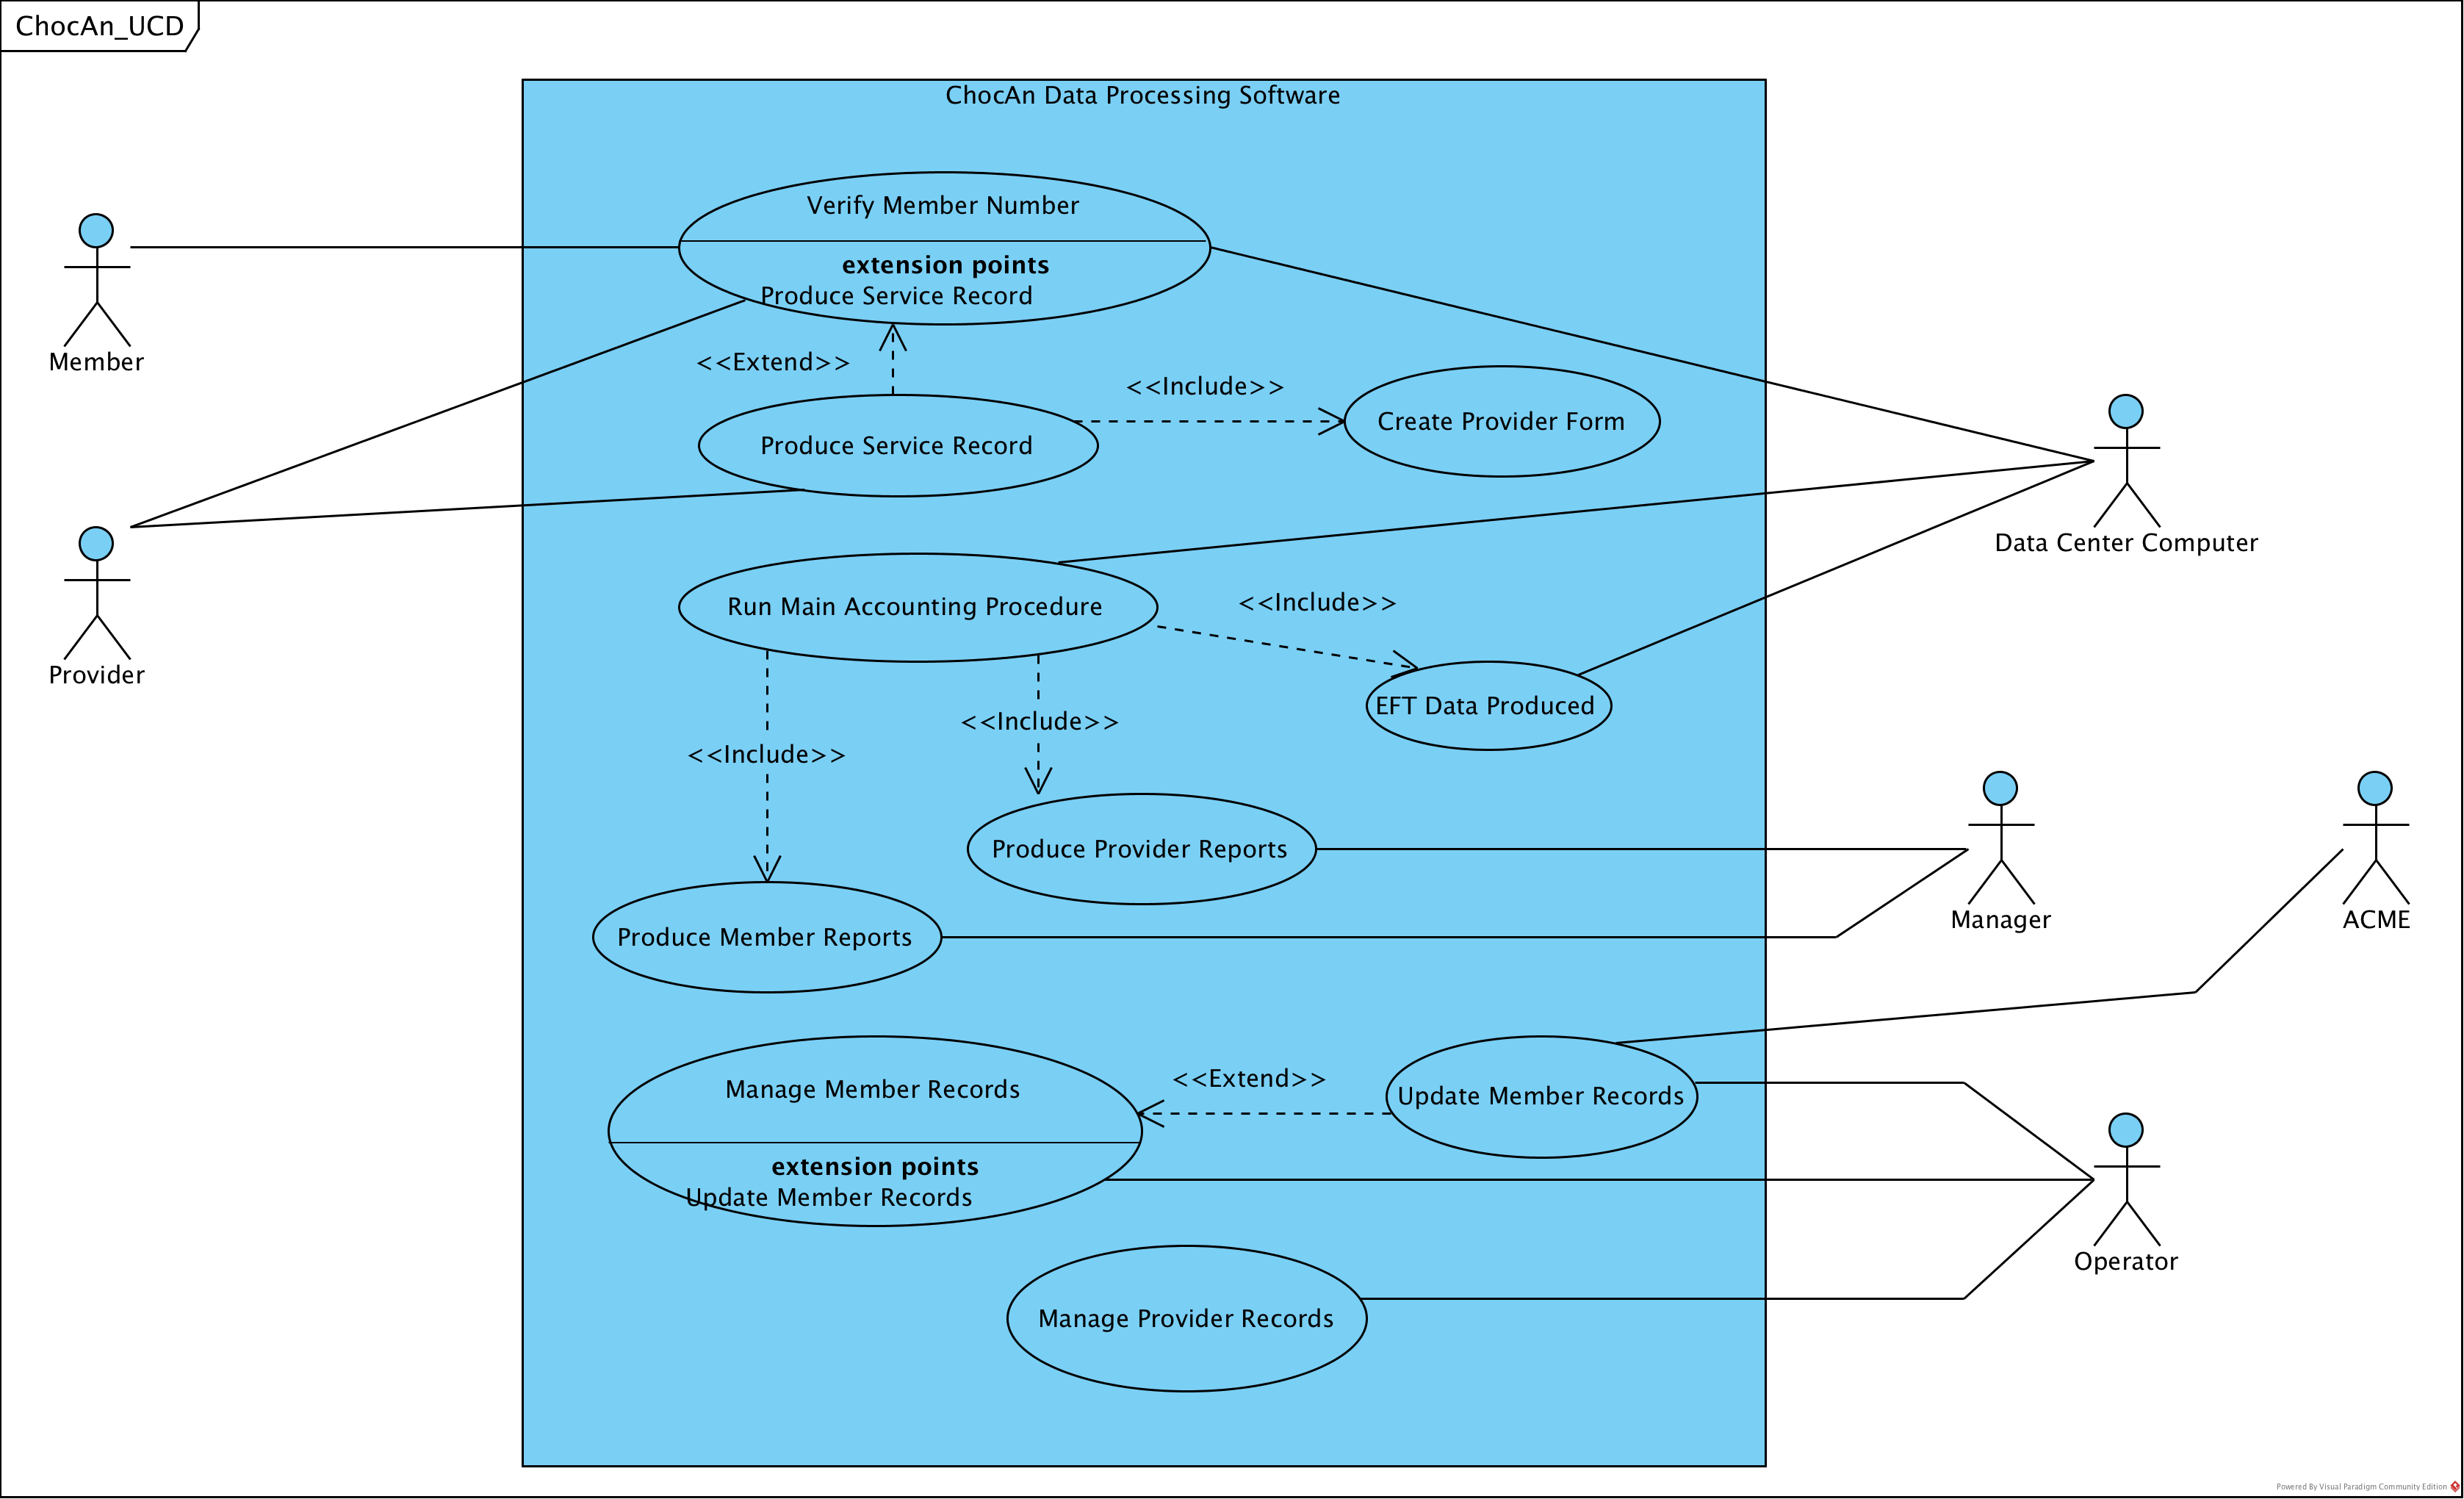 ChocAn_UCD
ChocAn Data Processing Software
Verify Member Number
extension points
Produce Service Record
Member
<<Extend>>
<<Include>>
Create Provider Form
Produce Service Record
Data Center Computer
Run Main Accounting Procedure
<<Include>>
Provider
EFT Data Produced
<<Include>>
<<Include>>
Produce Provider Reports
Manager
ACME
Produce Member Reports
Manage Member Records
<<Extend>>
Update Member Records
extension points
Update Member Records
Operator
Manage Provider Records
Powered By Visual Paradigm Community Edition